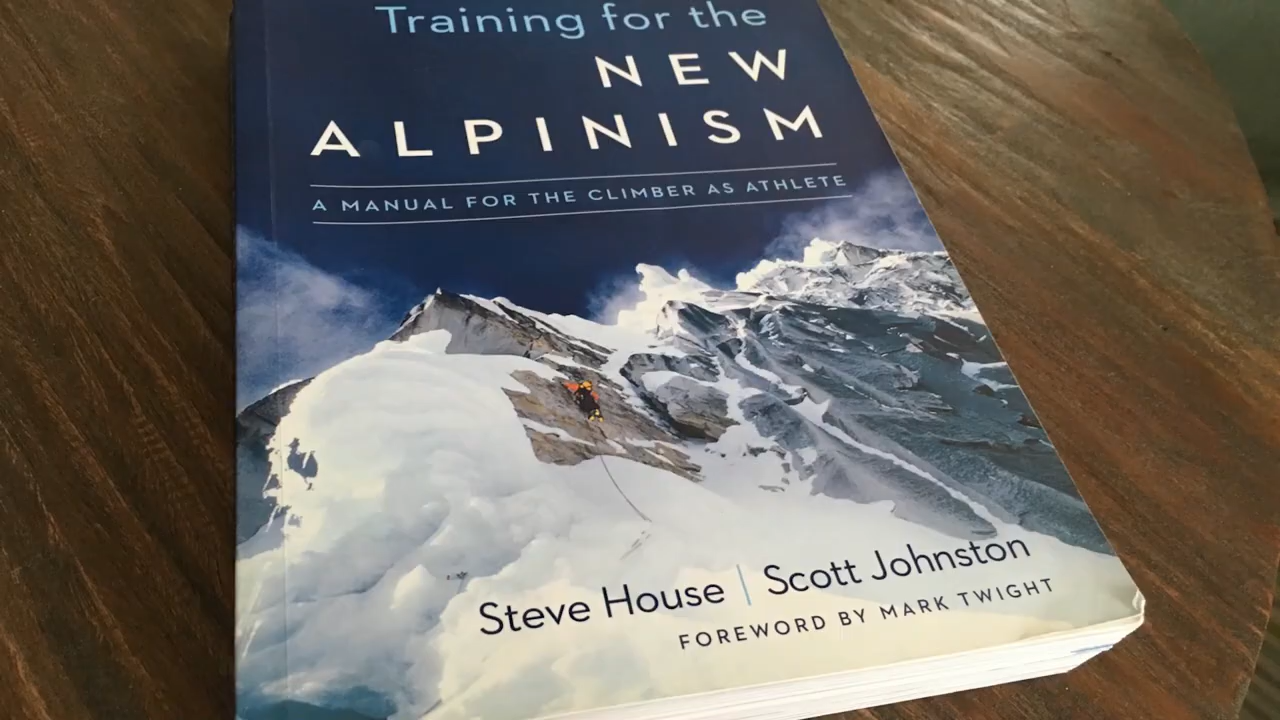 Training for the
NEW
ALPINISM
A MANUAL FOR THE CLIMBER AS ATHLETE
Steve House | Scott Johnston
FOREWORD BY MARK TWIGHT